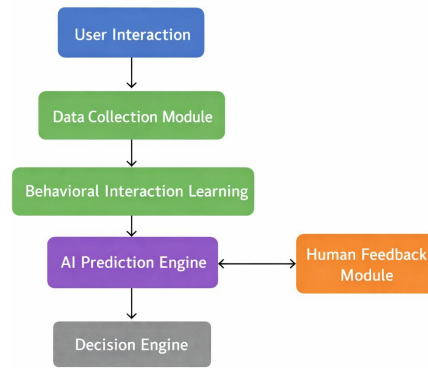 User Interaction
Data Collection Module
Behavioral Interaction Learning
AI Prediction Engine
Human Feedback
Module
Decision Engine